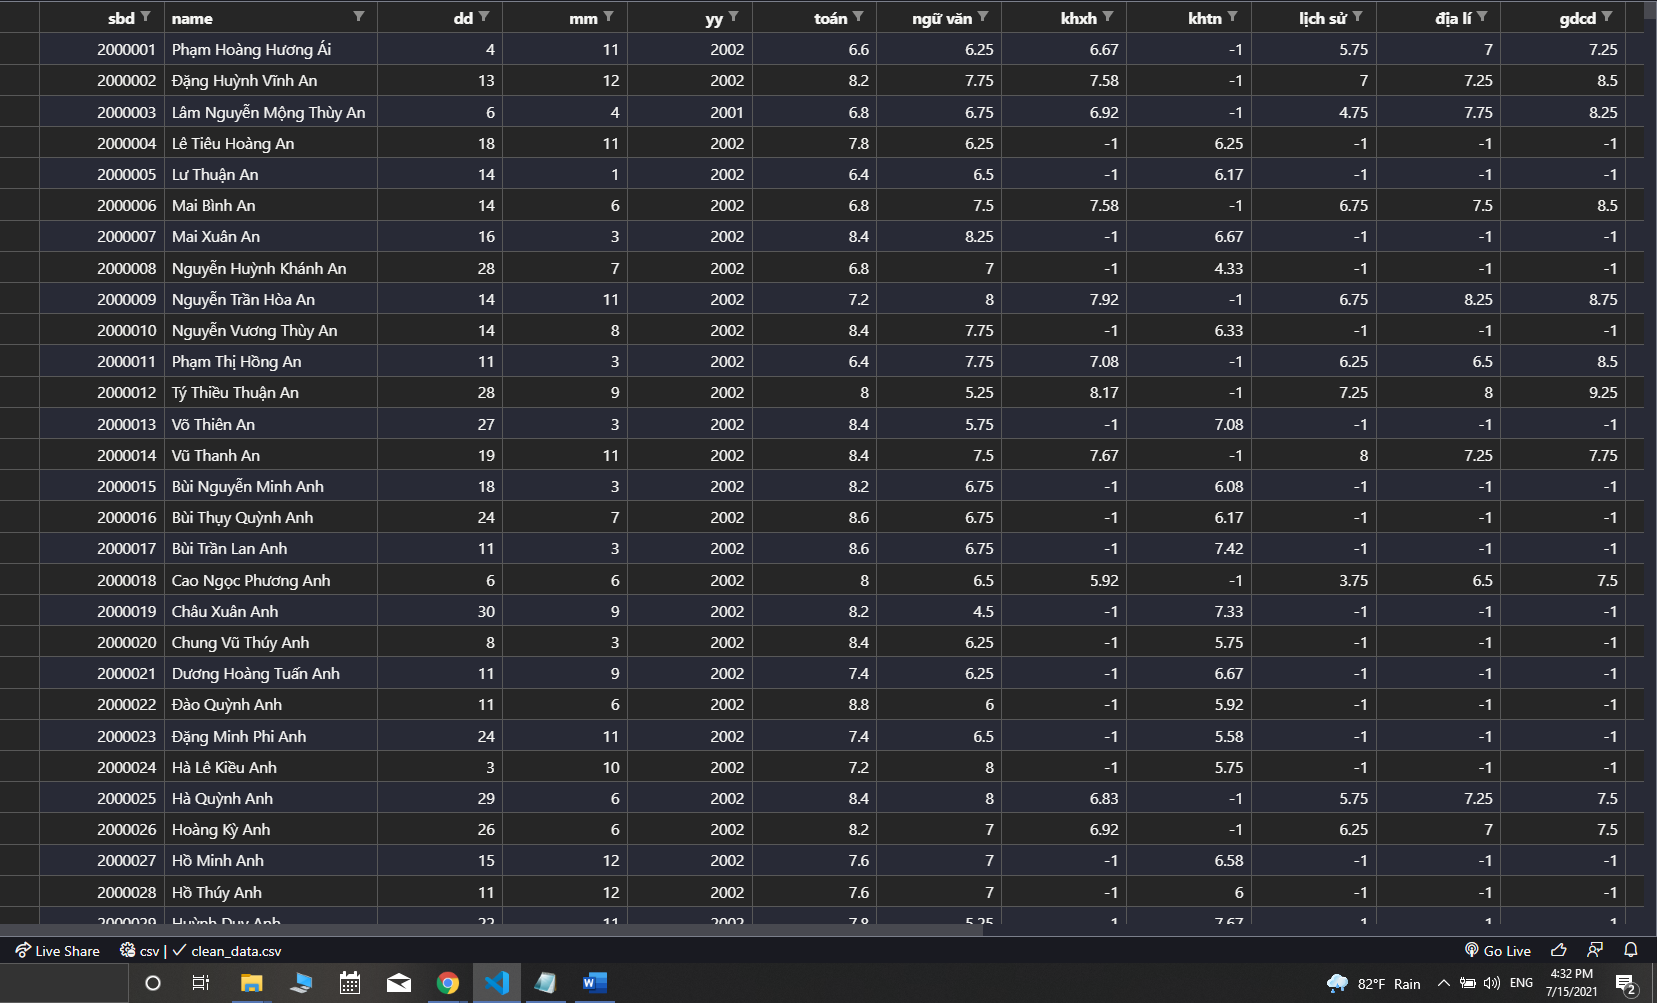 sbd name dd mm yy toán ngữ văn khxh khtn lịch sử địa lí gdcd
2000001 Phạm Hoàng Hương Ái 4 11 2002 6.6 6.25 6.67 -1 5.75 7 7.25
2000002 Đặng Huỳnh Vĩnh An 13 12 2002 8.2 7.75 7.58 -1 7 7.25 8.5
2000003 Lâm Nguyễn Mộng Thùy An 6 4 2001 6.8 6.75 6.92 -1 4.75 7.75 8.25
2000004 Lê Tiêu Hoàng An 18 11 2002 7.8 6.25 -1 6.25 -1 -1 -1
2000005 Lư Thuận An 14 1 2002 6.4 6.5 -1 6.17 -1 -1 -1
2000006 Mai Bình An 14 6 2002 6.8 7.5 7.58 -1 6.75 7.5 8.5
2000007 Mai Xuân An 16 3 2002 8.4 8.25 -1 6.67 -1 -1 -1
2000008 Nguyễn Huỳnh Khánh An 28 7 2002 6.8 7 -1 4.33 -1 -1 -1
2000009 Nguyễn Trần Hòa An 14 11 2002 7.2 8 7.92 -1 6.75 8.25 8.75
2000010 Nguyễn Vương Thùy An 14 8 2002 8.4 7.75 -1 6.33 -1 -1 -1
2000011 Phạm Thị Hồng An 11 3 2002 6.4 7.75 7.08 -1 6.25 6.5 8.5
2000012 Tý Thiều Thuận An 28 9 2002 8 5.25 8.17 -1 7.25 8 9.25
2000013 Võ Thiên An 27 3 2002 8.4 5.75 -1 7.08 -1 -1 -1
2000014 Vũ Thanh An 19 11 2002 8.4 7.5 7.67 -1 8 7.25 7.75
2000015 Bùi Nguyễn Minh Anh 18 3 2002 8.2 6.75 -1 6.08 -1 -1 -1
2000016 Bùi Thụy Quỳnh Anh 24 7 2002 8.6 6.75 -1 6.17 -1 -1 -1
2000017 Bùi Trần Lan Anh 11 3 2002 8.6 6.75 -1 7.42 -1 -1 -1
2000018 Cao Ngọc Phương Anh 6 6 2002 8 6.5 5.92 -1 3.75 6.5 7.5
2000019 Châu Xuân Anh 30 9 2002 8.2 4.5 -1 7.33 -1 -1 -1
2000020 Chung Vũ Thúy Anh 8 3 2002 8.4 6.25 -1 5.75 -1 -1 -1
2000021 Dương Hoàng Tuấn Anh 11 9 2002 7.4 6.25 -1 6.67 -1 -1 -1
2000022 Đào Quỳnh Anh 11 6 2002 8.8 6 -1 5.92 -1 -1 -1
2000023 Đặng Minh Phi Anh 24 11 2002 7.4 6.5 -1 5.58 -1 -1 -1
2000024 Hà Lê Kiều Anh 3 10 2002 7.2 8 -1 5.75 -1 -1 -1
2000025 Hà Quỳnh Anh 29 6 2002 8.4 8 6.83 -1 5.75 7.25 7.5
2000026 Hoàng Kỳ Anh 26 6 2002 8.2 7 6.92 -1 6.25 7 7.5
2000027 Hồ Minh Anh 15 12 2002 7.6 7 -1 6.58 -1 -1 -1
2000028 Hồ Thúy Anh 11 12 2002 7.6 7 -1 6 -1 -1 -1
2000029 Huỳnh Duy Anh 22 11 2002 7.8 5.25 -1 7.67 -1 -1 -1
Live Share csv | clean_data.csv Go Live
82°F Rain ENG 4:32 PM
7/15/2021 2